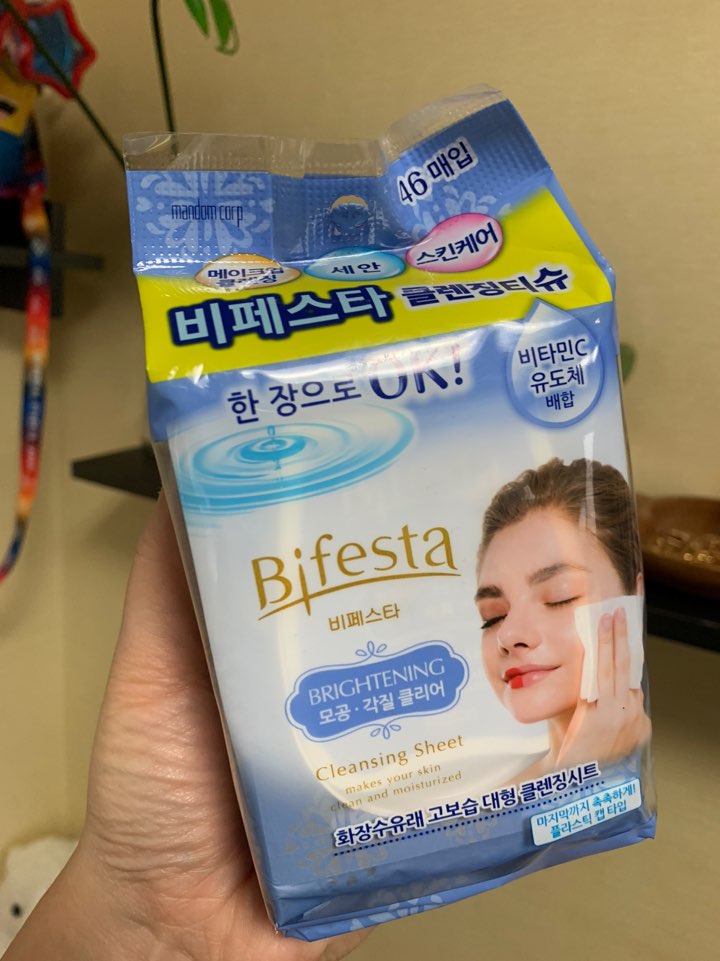 mandom corp
46 매입
메이크업
클렌징
세안
스킨케어
비페스타 클렌징티슈
한 장으로 OK!
비타민C
유도체
배합
Bifesta
비페스타
BRIGHTENING
모공·각질 클리어
Cleansing Sheet
makes your skin
clean and moisturized
화장수유래 고보습 대형 클렌징시트
마지막까지 촉촉하게!
플라스틱 캡 타입